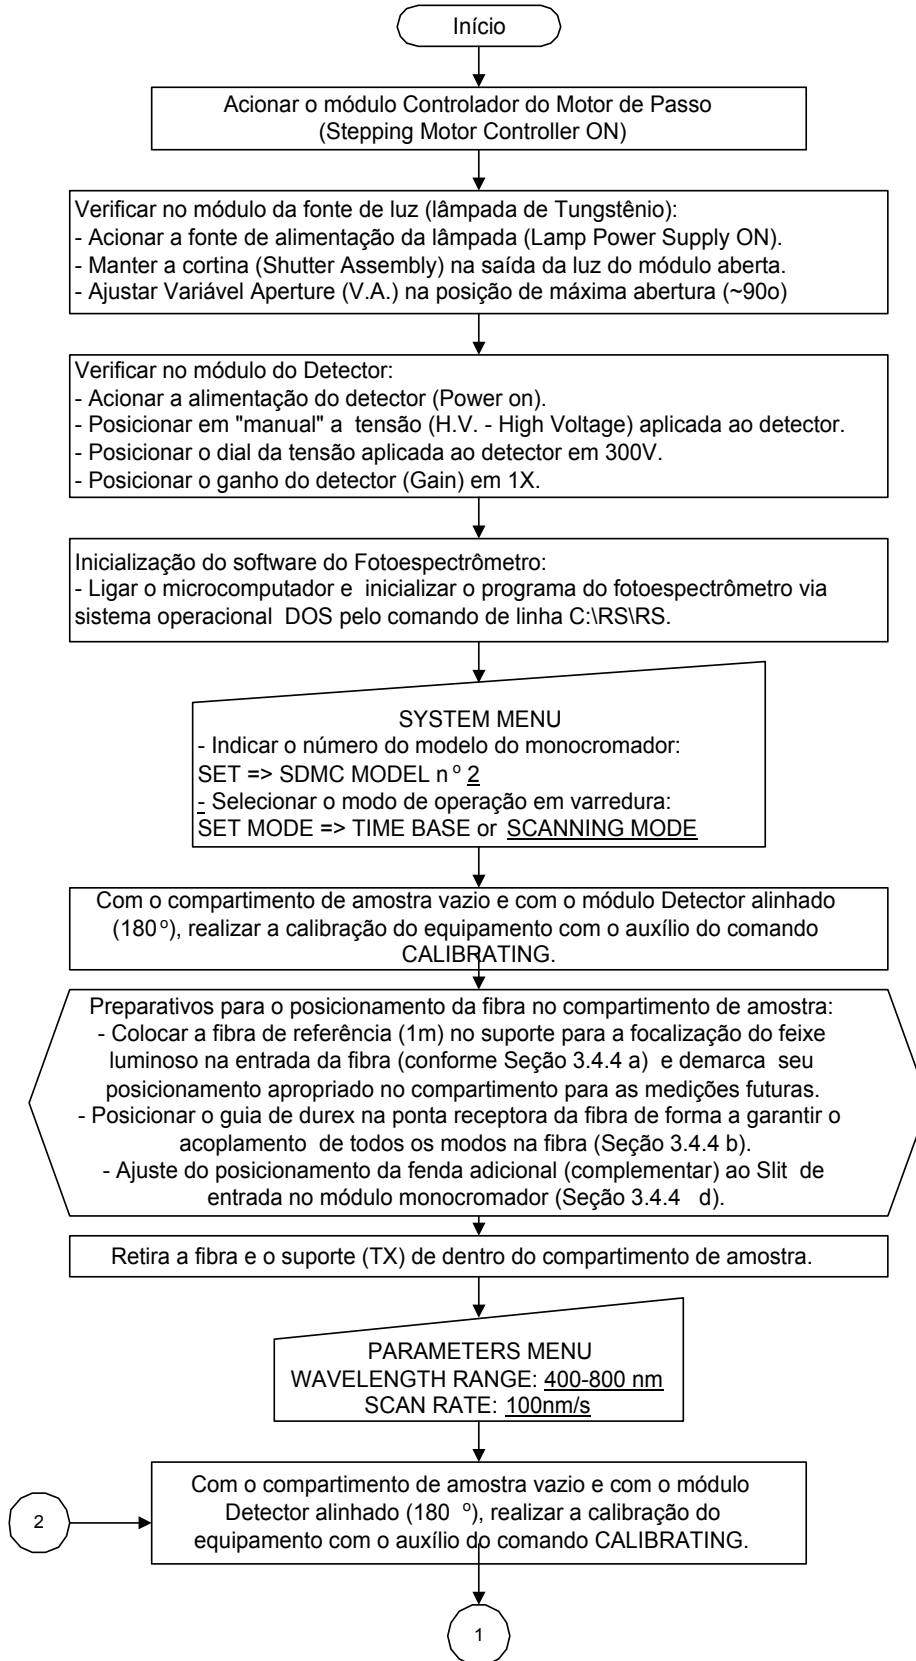 Início
Acionar o módulo Controlador do Motor de Passo
(Stepping Motor Controller ON)
Verificar no módulo da fonte de luz (lâmpada de Tungstênio):
- Acionar a fonte de alimentação da lâmpada (Lamp Power Supply ON).
- Manter a cortina (Shutter Assembly) na saída da luz do módulo aberta.
- Ajustar Variável Aperture (V.A.) na posição de máxima abertura (~90o)
Verificar no módulo do Detector:
- Acionar a alimentação do detector (Power on).
- Posicionar em "manual" a tensão (H.V. - High Voltage) aplicada ao detector.
- Posicionar o dial da tensão aplicada ao detector em 300V.
- Posicionar o ganho do detector (Gain) em 1X.
Inicialização do software do Fotoespectrômetro:
- Ligar o microcomputador e inicializar o programa do fotoespectrômetro via
sistema operacional DOS pelo comando de linha C:\RS\RS.
SYSTEM MENU
- Indicar o número do modelo do monocromador:
SET => SDMC MODEL n º 2
- Selecionar o modo de operação em varredura:
SET MODE => TIME BASE or SCANNING MODE
Com o compartimento de amostra vazio e com o módulo Detector alinhado
(180 º), realizar a calibração do equipamento com o auxílio do comando
CALIBRATING.
Preparativos para o posicionamento da fibra no compartimento de amostra:
- Colocar a fibra de referência (1m) no suporte para a focalização do feixe
luminoso na entrada da fibra (conforme Seção 3.4.4 a) e demarca seu
posicionamento apropriado no compartimento para as medições futuras.
- Posicionar o guia de durex na ponta receptora da fibra de forma a garantir o
acoplamento de todos os modos na fibra (Seção 3.4.4 b).
- Ajuste do posicionamento da fenda adicional (complementar) ao Slit de
entrada no módulo monocromador (Seção 3.4.4 d).
Retira a fibra e o suporte (TX) de dentro do compartimento de amostra.
PARAMETERS MENU
WAVELENGTH RANGE: 400-800 nm
SCAN RATE: 100nm/s
Com o compartimento de amostra vazio e com o módulo
Detector alinhado (180 º), realizar a calibração do
equipamento com o auxílio do comando CALIBRATING.
2
1